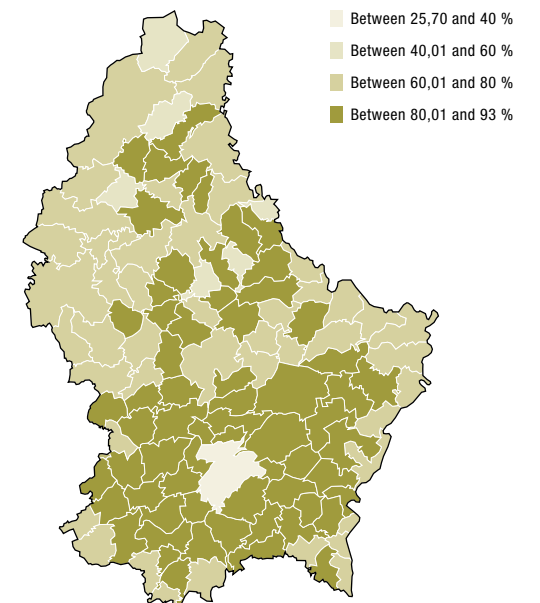 Between 25,70 and 40 %
Between 40,01 and 60 %
Between 60,01 and 80 %
Between 80,01 and 93 %